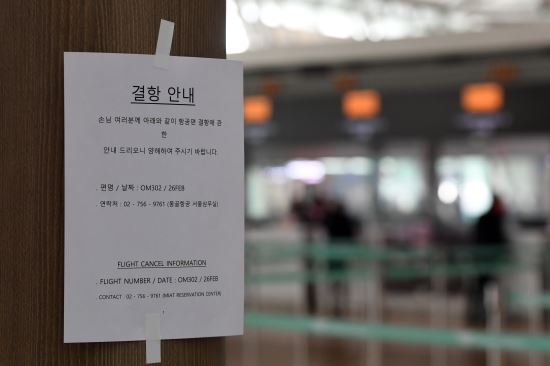 결항 안내
손님 여러분께 아래와 같이 항공편 결항에 관
한
안내 드리오니 양해하여 주시기 바랍니다.
. 편명 / 날짜 : OM302 / 26FEB
. 연락처 : 02 - 756 - 9761 (몽골항공 서울사무실)
FLIGHT CANCEL INFORMATION
. FLIGHT NUMBER / DATE : OM302 / 26FEB
CONTACT : 02 - 756 - 9761 (MIAT RESERVATION CENTER)